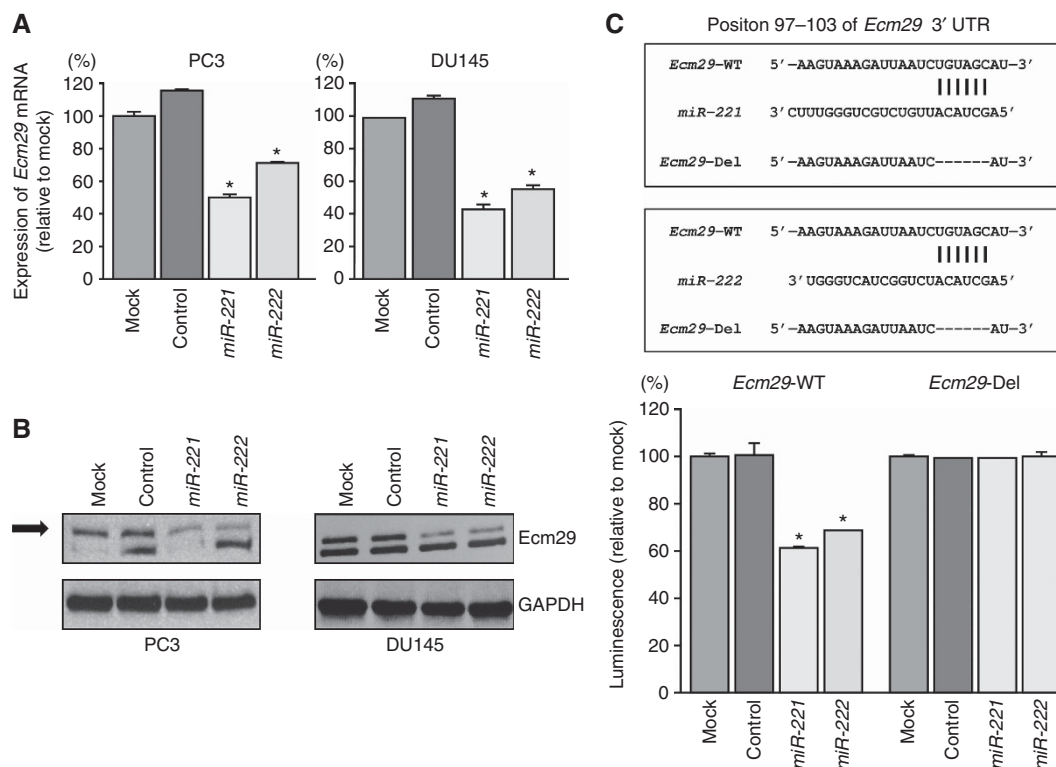 A
(%)
PC3
Expression of Ecm29 mRNA
(relative to mock)
120
100
80
60
40
20
0
*
*
Mock
Control
miR-221
miR-222
(%)
DU145
120
100
80
60
40
20
0
*
*
Mock
Control
miR-221
miR-222
B
Mock
Control
miR-221
miR-222
Mock
Control
miR-221
miR-222
Ecm29
GAPDH
PC3
DU145
C
Positon 97–103 of Ecm29 3′ UTR
Ecm29–WT 5′–AAGUAAAGAUUAAUCUGUAGCAU–3′
miR–221 3′CUUUGGGUCGUCUGUUACAUCGA5′
Ecm29–Del 5′–AAGUAAAGAUUAAUC------AU–3′
Ecm29–WT 5′–AAGUAAAGAUUAAUCUGUAGCAU–3′
miR–222 3′UGGGUCAUCGGUCUACAUCGA5′
Ecm29–Del 5′–AAGUAAAGAUUAAUC------AU–3′
(%)
Ecm29-WT
Ecm29-Del
Luminescence (relative to mock)
120
100
80
60
40
20
0
*
*
Mock
Control
miR-221
miR-222
Mock
Control
miR-221
miR-222